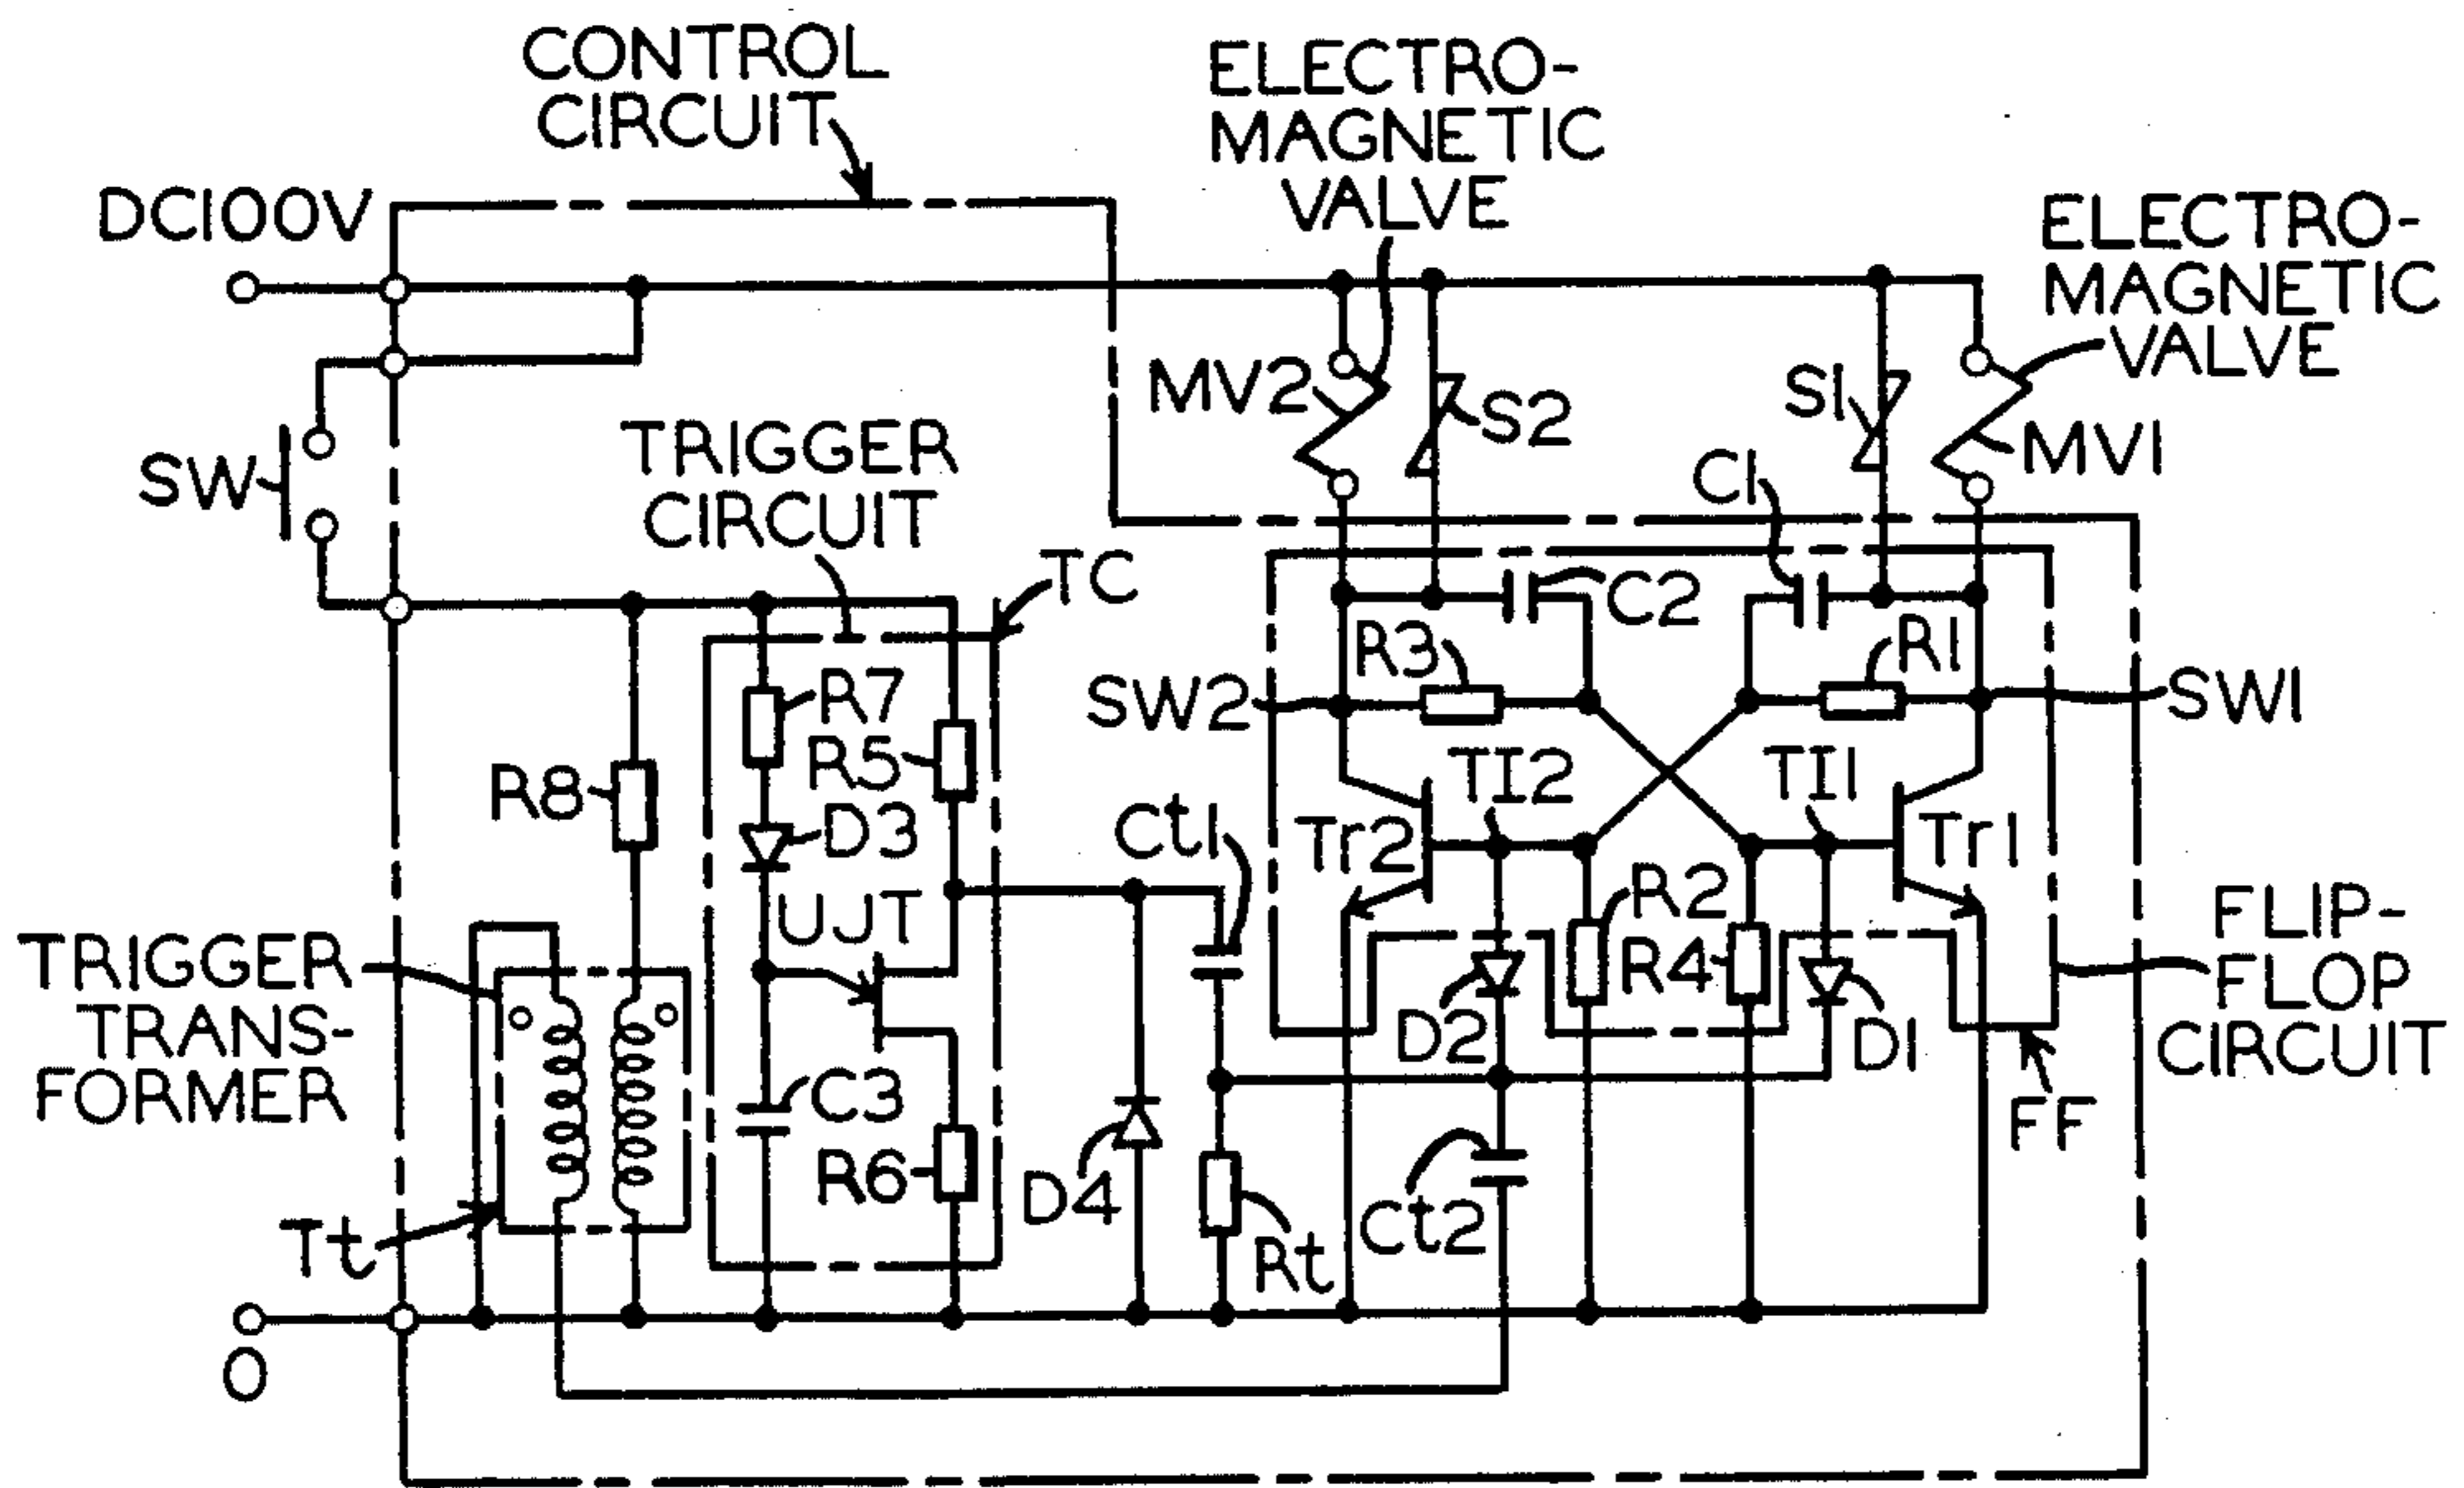 CONTROL
CIRCUIT
ELECTRO-
MAGNETIC
VALVE
DC100V
ELECTRO-
MAGNETIC
VALVE
MV2
S2
S1
MV1
SW
TRIGGER
CIRCUIT
TC
C1
C2
R3
R1
SW2
SW1
R7
R5
R8
D3
Ct1
TI2
TI1
Tr2
Tr1
UJT
R2
R4
FLIP-
FLOP
CIRCUIT
TRIGGER
TRANS-
FORMER
D2
D1
C3
FF
R6
D4
Rt
Ct2
Tt
O